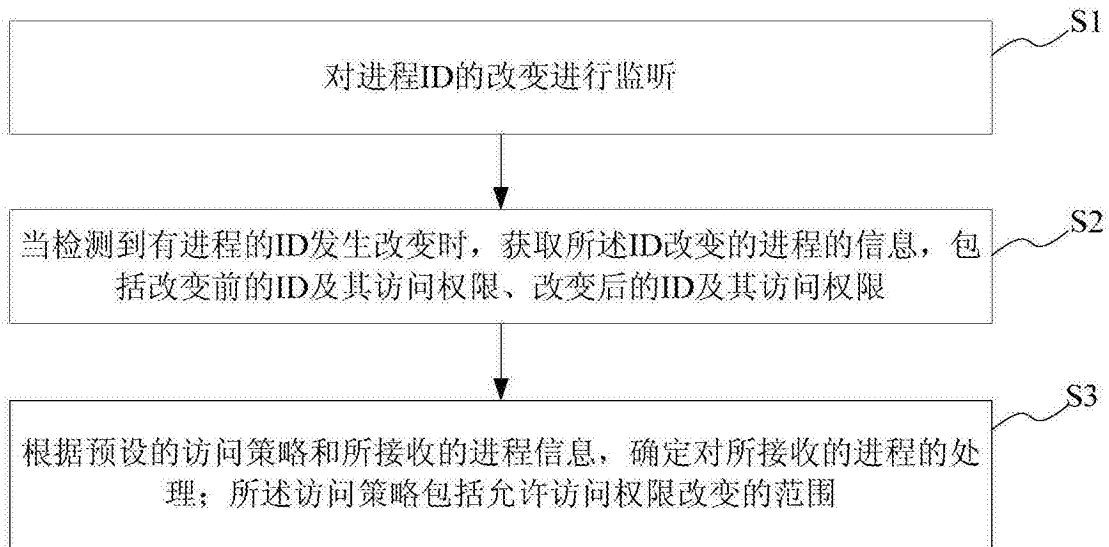 S1
对进程ID的改变进行监听
S2
当检测到有进程的ID发生改变时，获取所述ID改变的进程的信息，包
括改变前的ID及其访问权限、改变后的ID及其访问权限
S3
根据预设的访问策略和所接收的进程信息，确定对所接收的进程的处
理；所述访问策略包括允许访问权限改变的范围